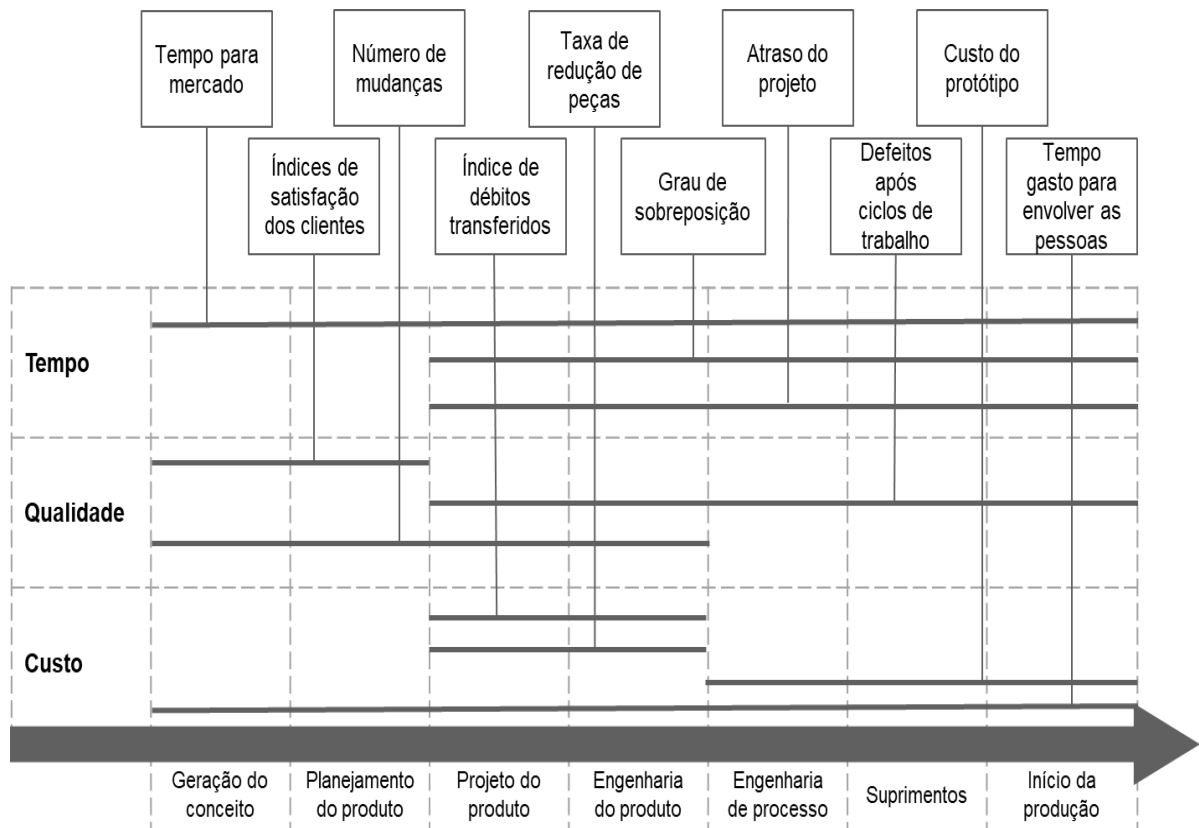 Tempo para
mercado
Número de
mudanças
Taxa de
redução de
peças
Atraso do
projeto
Custo do
protótipo
Índices de
satisfação
dos clientes
Índice de
débitos
transferidos
Grau de
sobreposição
Defeitos
após
ciclos de
trabalho
Tempo
gasto para
envolver as
pessoas
Tempo
Qualidade
Custo
Geração do
conceito
Planejamento
do produto
Projeto do
produto
Engenharia
do produto
Engenharia
de processo
Suprimentos
Início da
produção